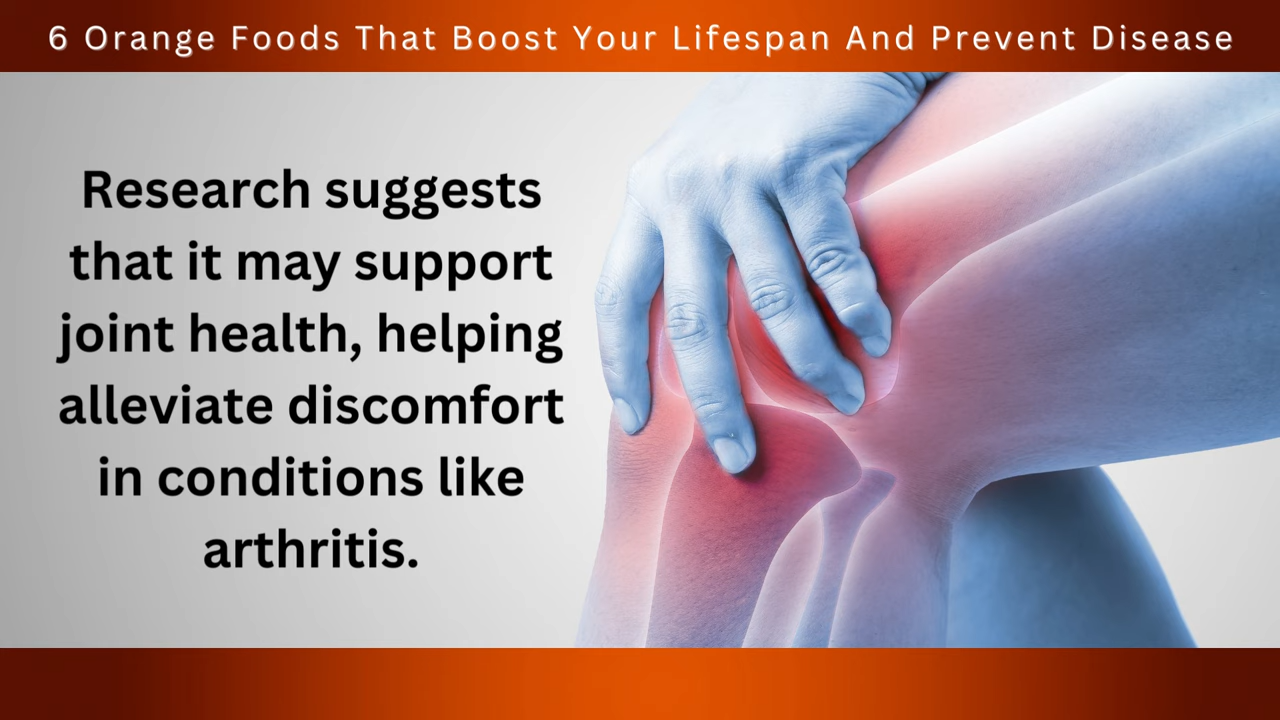 6 Orange Foods That Boost Your Lifespan And Prevent Disease
Research suggests
that it may support
joint health, helping
alleviate discomfort
in conditions like
arthritis.